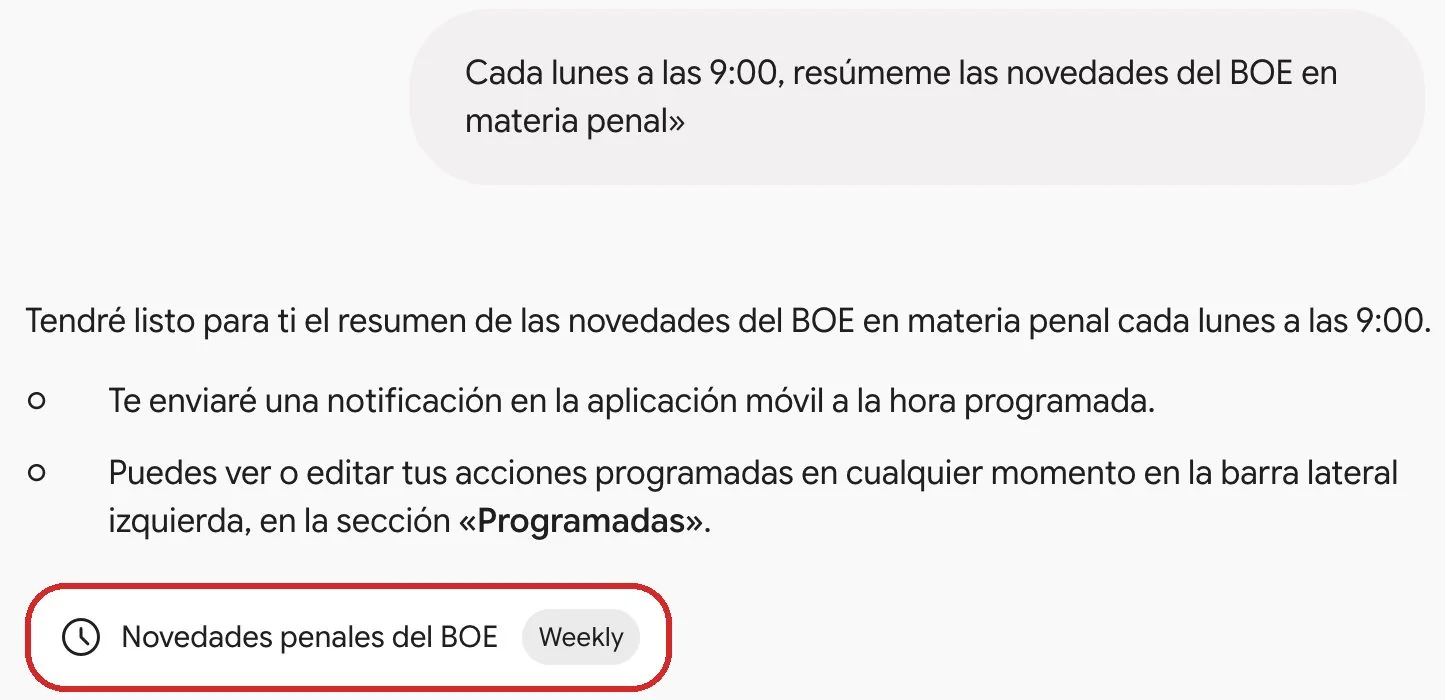 Cada lunes a las 9:00, resúmeme las novedades del BOE en
materia penal»
Tendré listo para ti el resumen de las novedades del BOE en materia penal cada lunes a las 9:00.
Te enviaré una notificación en la aplicación móvil a la hora programada.
Puedes ver o editar tus acciones programadas en cualquier momento en la barra lateral
izquierda, en la sección «Programadas».
Novedades penales del BOE Weekly